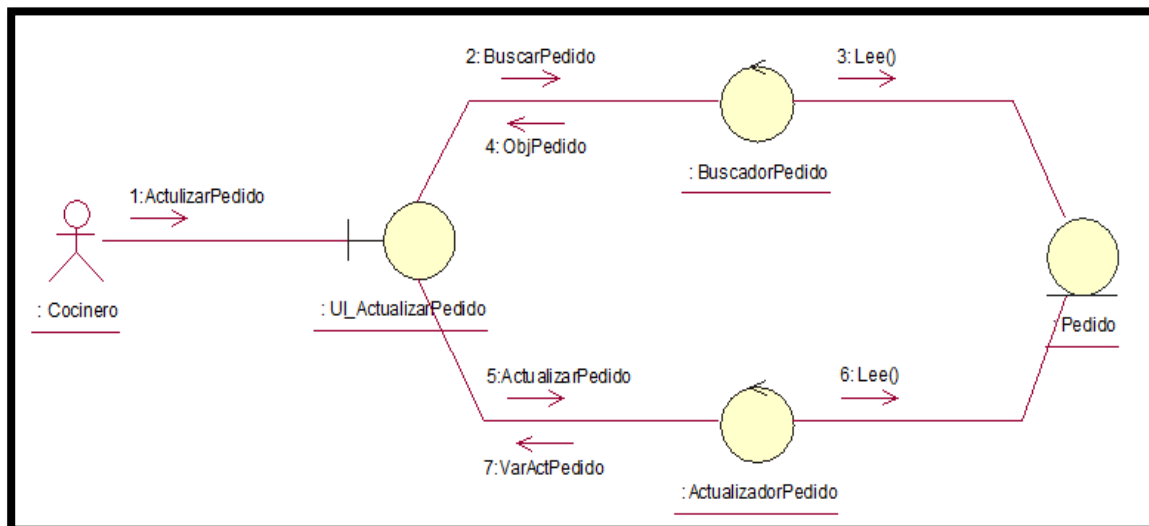 2: BuscarPedido
3: Lee()
4: ObjPedido
: BuscadorPedido
1:ActulizarPedido
: Cocinero
: UI_ActualizarPedido
: Pedido
5:ActualizarPedido
6: Lee()
7:VarActPedido
: ActualizadorPedido